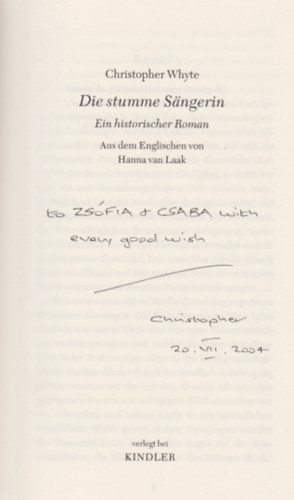 Christopher Whyte
Die stumme Sängerin
Ein historischer Roman
Aus dem Englischen von
Hanna van Laak
to ZSÓFIA & CSABA with
every good wish
Christopher
20. VII. 2004
verlegt bei
KINDLER